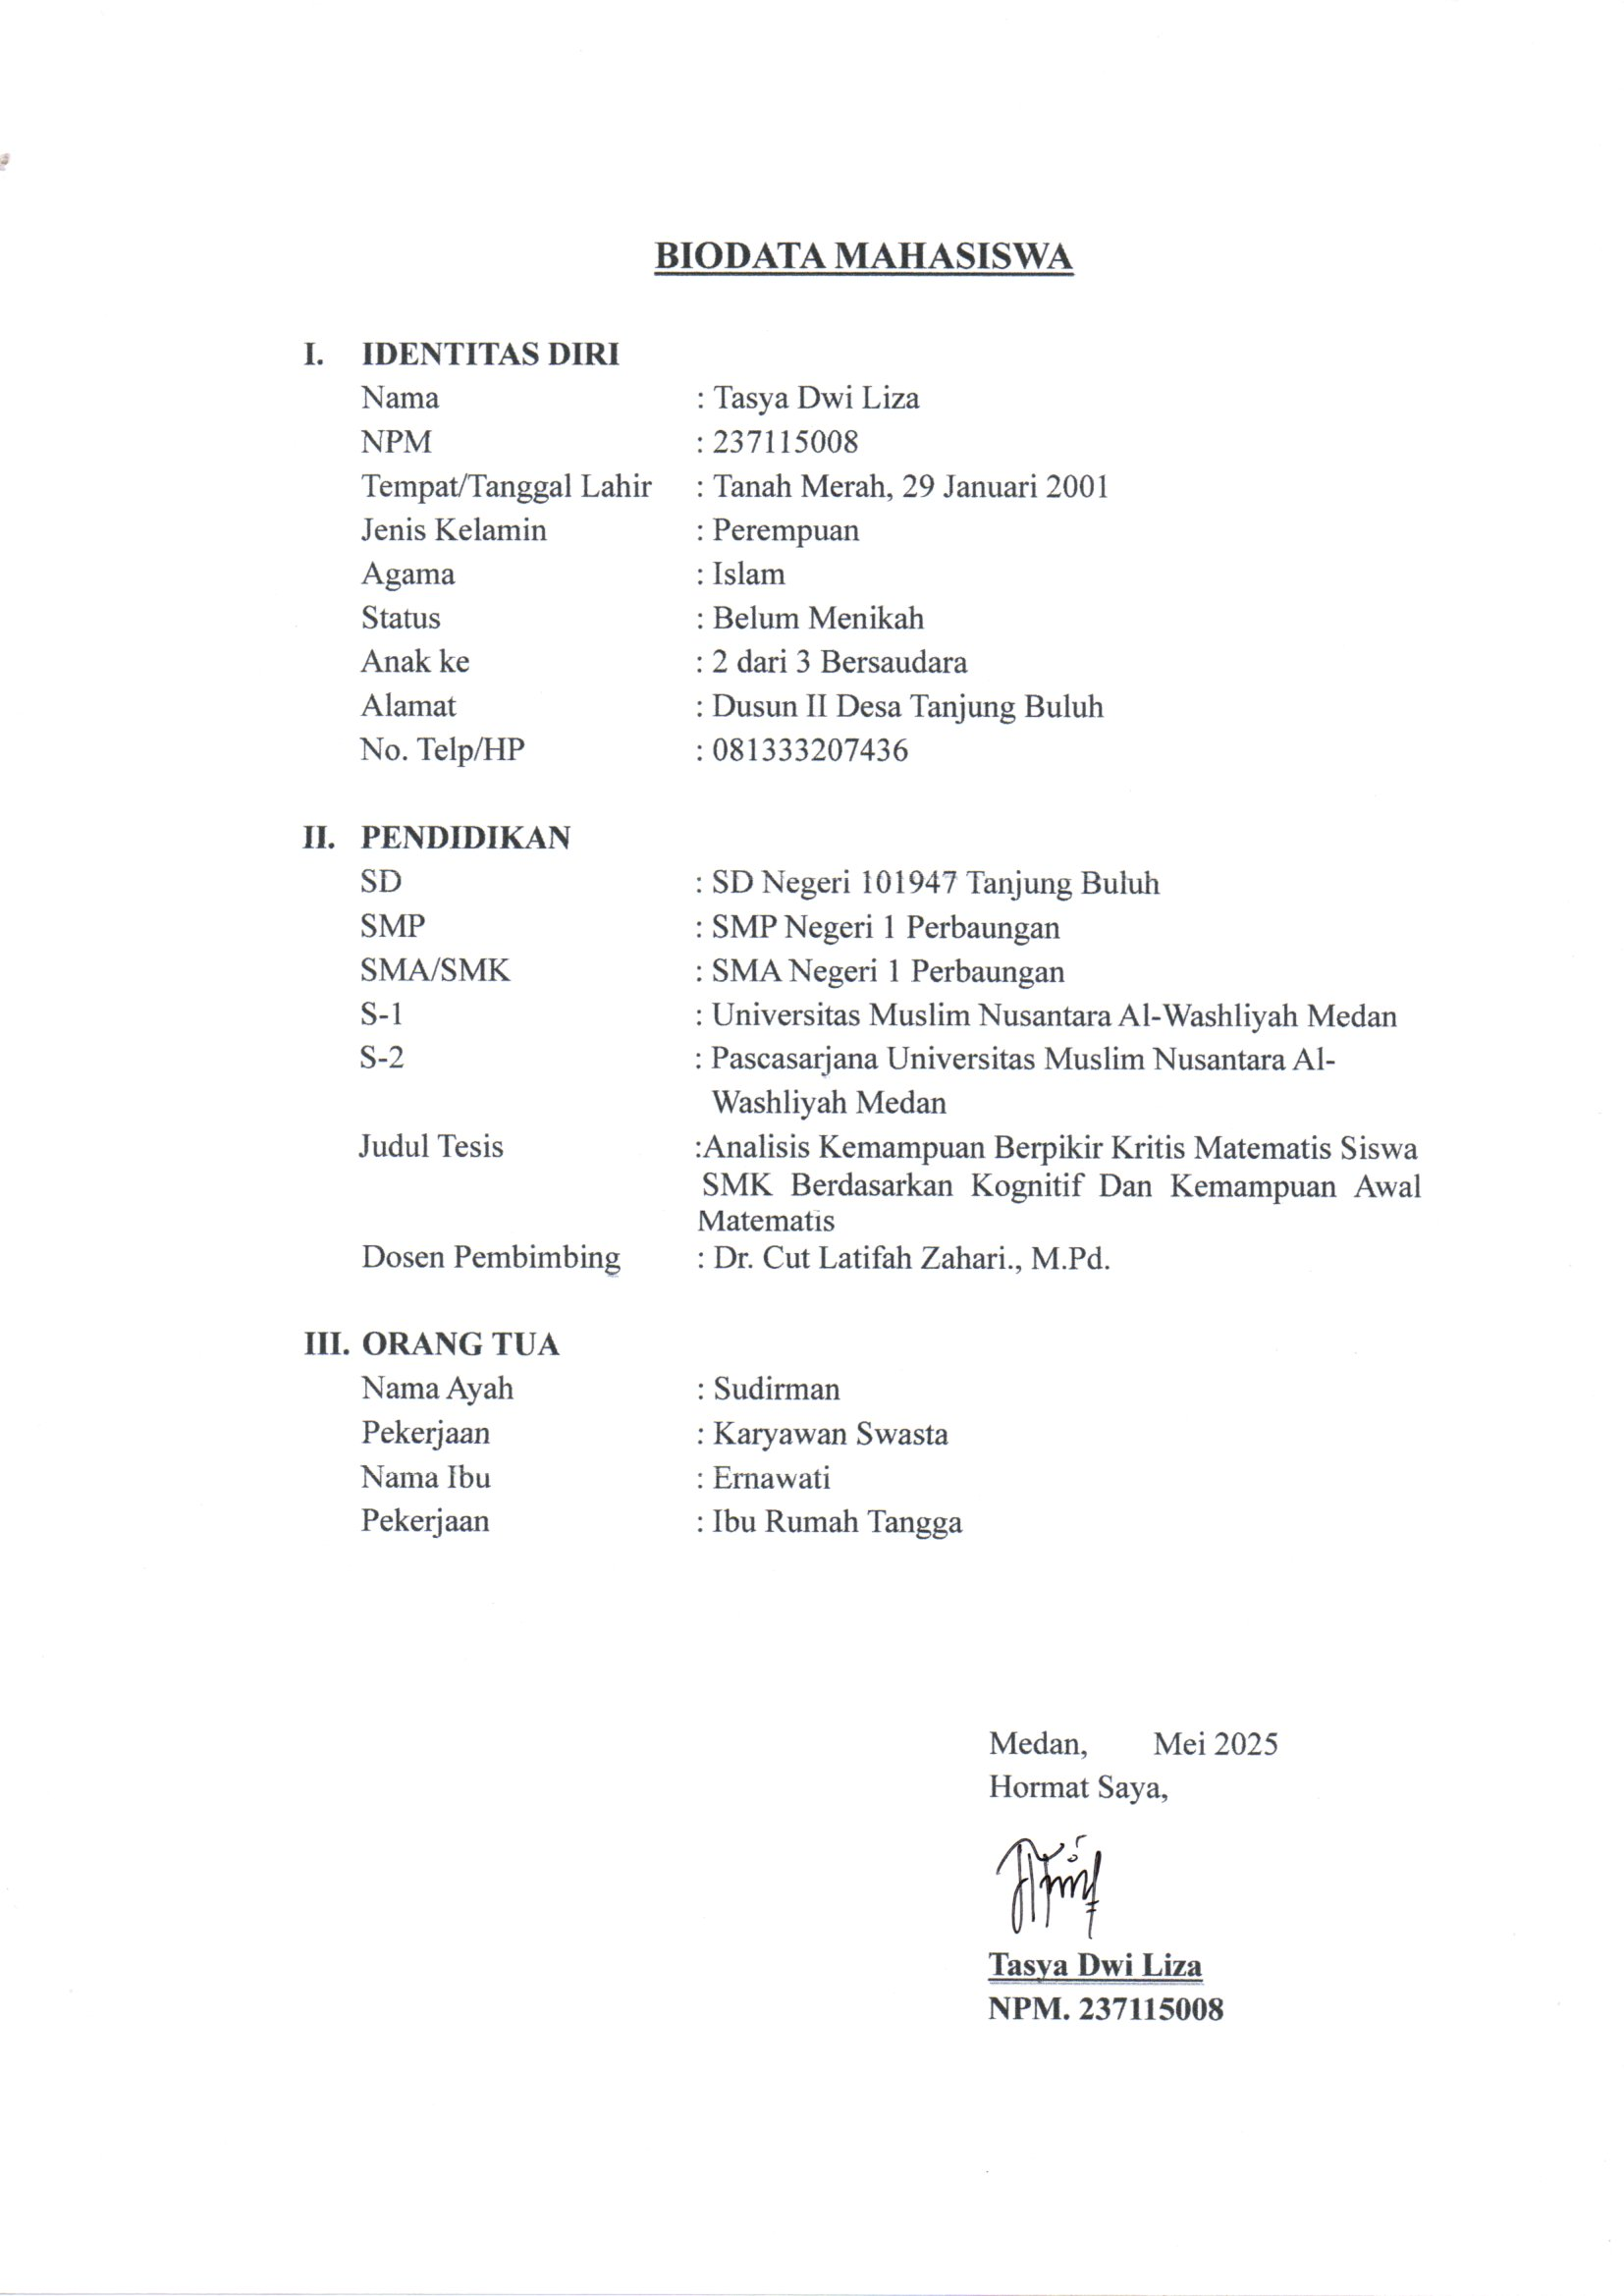 BIODATA MAHASISWA
I. IDENTITAS DIRI
Nama : Tasya Dwi Liza
NPM : 237115008
Tempat/Tanggal Lahir : Tanah Merah, 29 Januari 2001
Jenis Kelamin : Perempuan
Agama : Islam
Status : Belum Menikah
Anak ke : 2 dari 3 Bersaudara
Alamat : Dusun II Desa Tanjung Buluh
No. Telp/HP : 081333207436
II. PENDIDIKAN
SD : SD Negeri 101947 Tanjung Buluh
SMP : SMP Negeri 1 Perbaungan
SMA/SMK : SMA Negeri 1 Perbaungan
S-1 : Universitas Muslim Nusantara Al-Washliyah Medan
S-2 : Pascasarjana Universitas Muslim Nusantara Al-
Washliyah Medan
Judul Tesis :Analisis Kemampuan Berpikir Kritis Matematis Siswa
SMK Berdasarkan Kognitif Dan Kemampuan Awal
Matematis
Dosen Pembimbing : Dr. Cut Latifah Zahari., M.Pd.
III. ORANG TUA
Nama Ayah : Sudirman
Pekerjaan : Karyawan Swasta
Nama Ibu : Ernawati
Pekerjaan : Ibu Rumah Tangga
Medan, Mei 2025
Hormat Saya,
Tasya Dwi Liza
NPM. 237115008